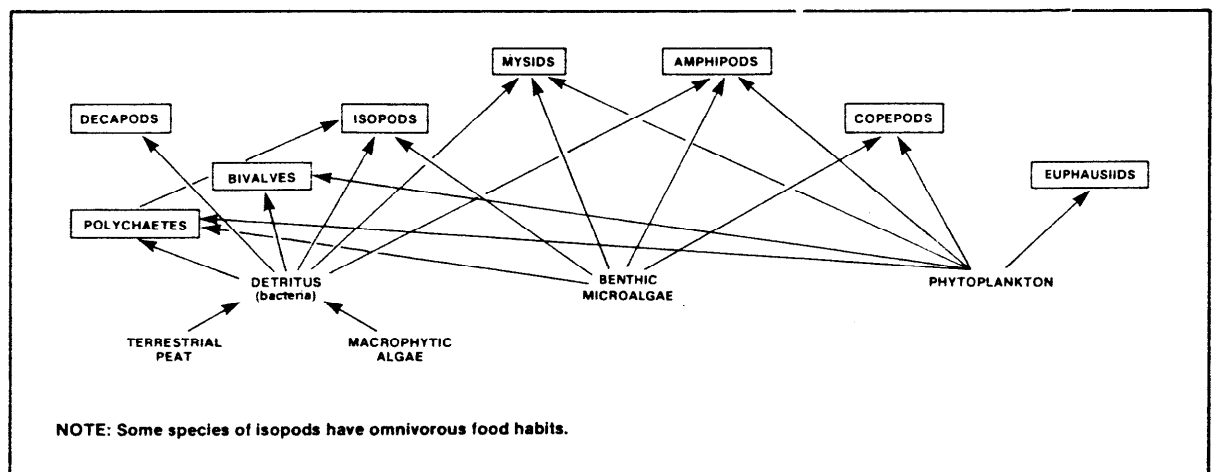 MYSIDS
AMPHIPODS
DECAPODS
ISOPODS
COPEPODS
BIVALVES
EUPHAUSIIDS
POLYCHAETES
DETRITUS
(bacteria)
BENTHIC
MICROALGAE
PHYTOPLANKTON
TERRESTRIAL
PEAT
MACROPHYTIC
ALGAE
NOTE: Some species of isopods have omnivorous food habits.